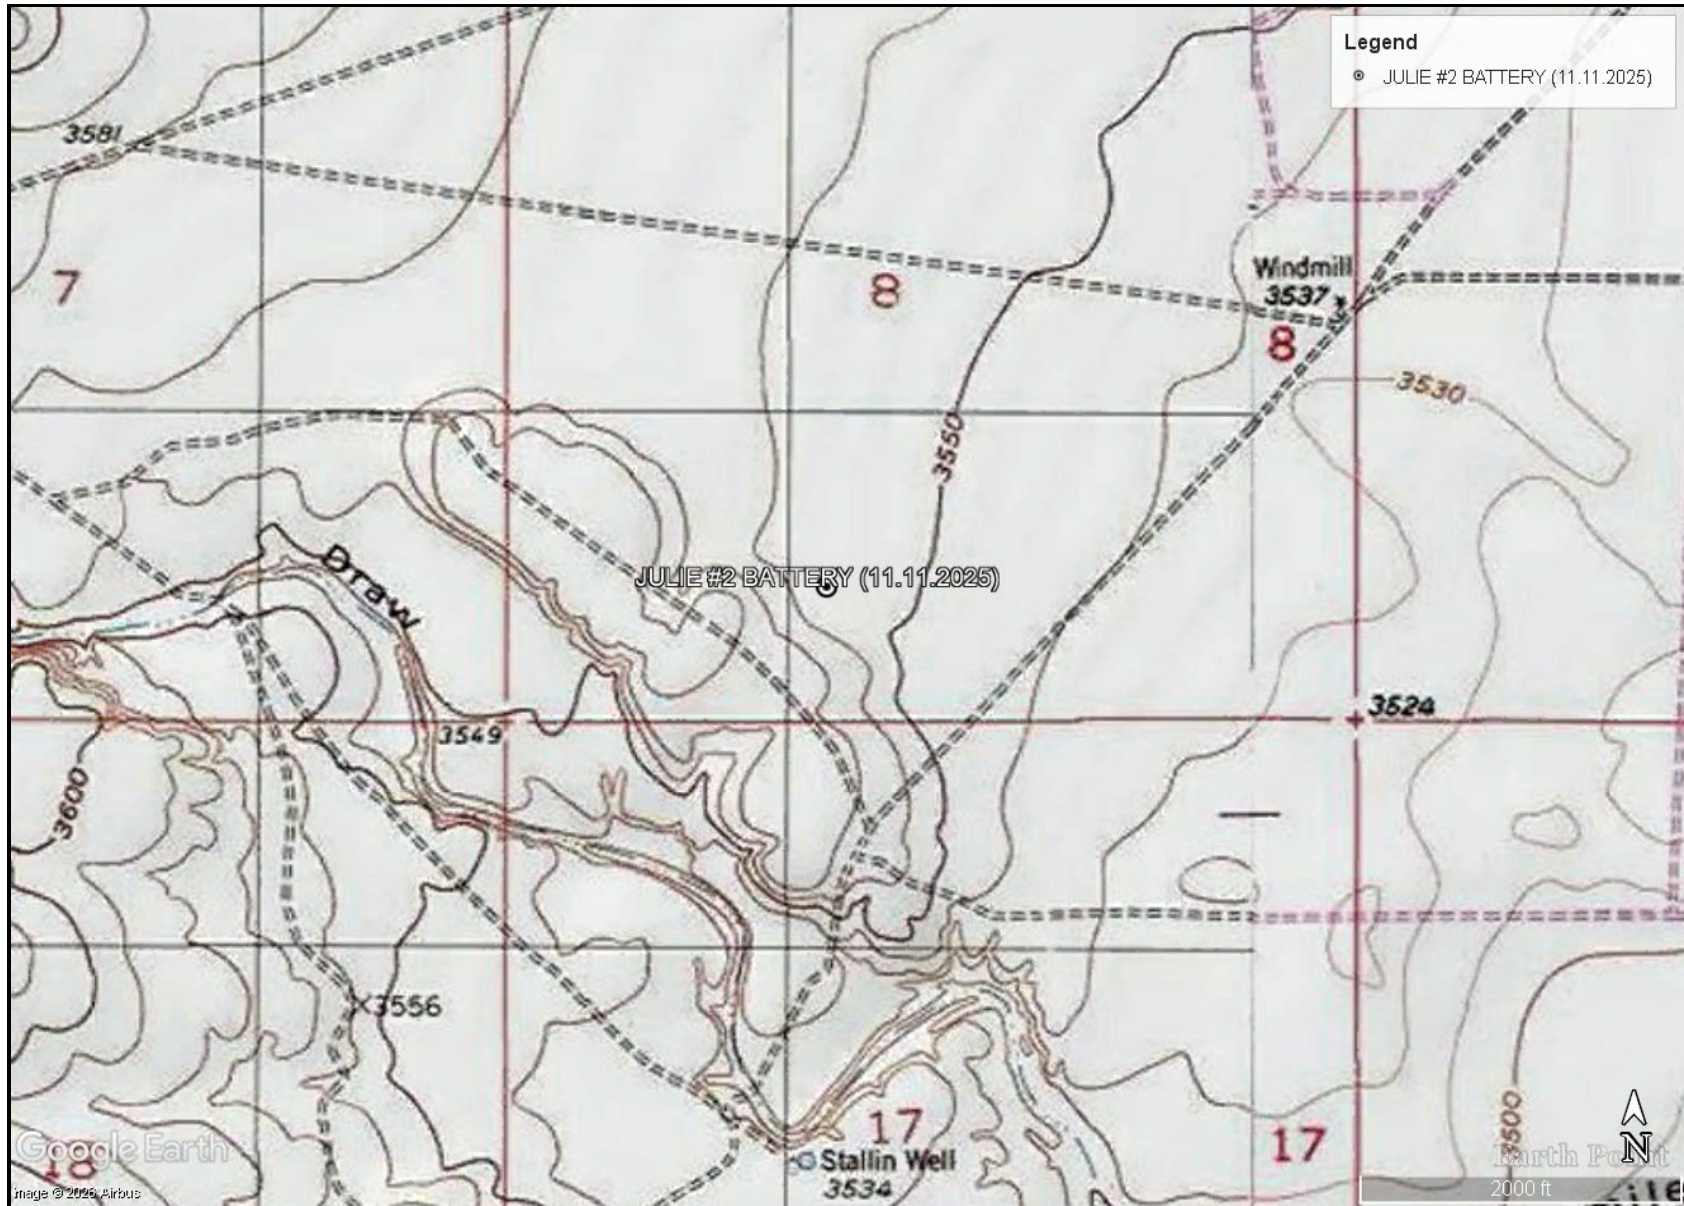 Legend
JULIE #2 BATTERY (11.11.2025)
3581
Windmill
3537
7
8
8
3530
3550
Draw
JULIE #2 BATTERY (11.11.2025)
3524
3549
3600
3556
3500
17
17
18
Stallin Well
3534
N
Google Earth
Earth Point
Image © 2026 Airbus
2000 ft